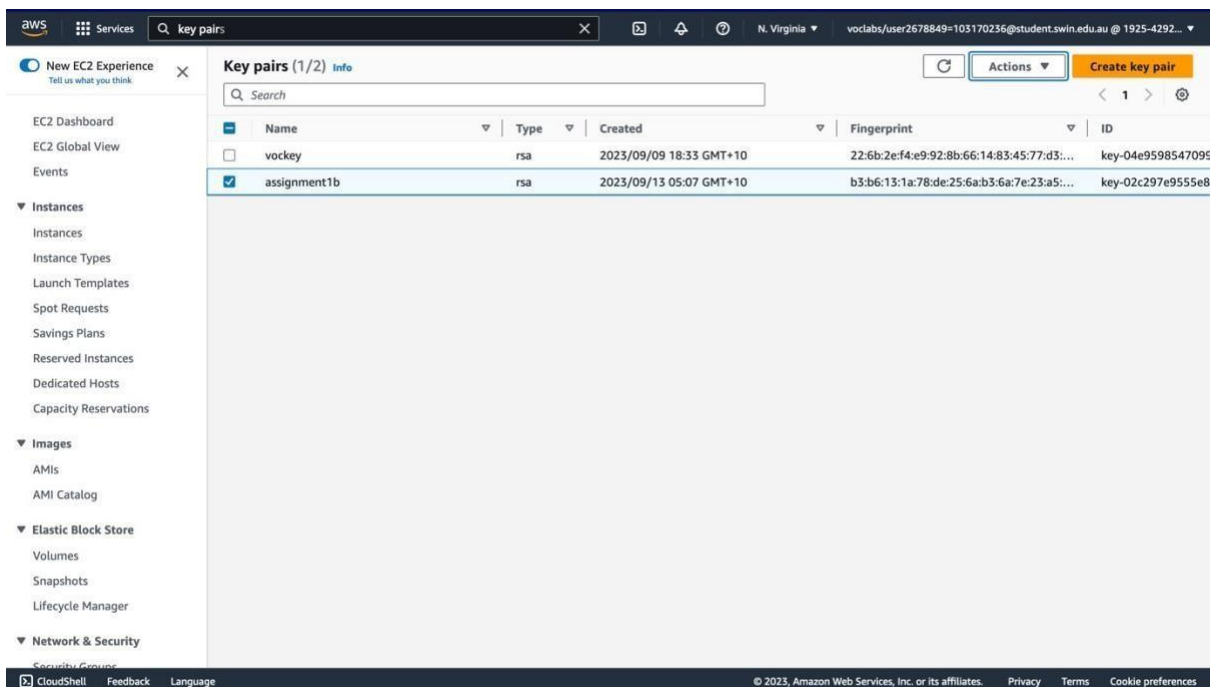 aws Services key pairs N. Virginia voclabs/user2678849=103170236@student.swin.edu.au @ 1925-4292...
New EC2 Experience
Tell us what you think
Key pairs (1/2) Info Actions Create key pair
Search 1
EC2 Dashboard
EC2 Global View
Events
Instances
Instances
Instance Types
Launch Templates
Spot Requests
Savings Plans
Reserved Instances
Dedicated Hosts
Capacity Reservations
Images
AMIs
AMI Catalog
Elastic Block Store
Volumes
Snapshots
Lifecycle Manager
Network & Security
Security Groups
Name Type Created Fingerprint ID
vockey rsa 2023/09/09 18:33 GMT+10 22:6b:2e:f4:e9:92:8b:66:14:83:45:77:d3:... key-04e9598547099
assignment1b rsa 2023/09/13 05:07 GMT+10 b3:b6:13:1a:78:de:25:6a:b3:6a:7e:23:a5:... key-02c297e9555e8
CloudShell Feedback Language © 2023, Amazon Web Services, Inc. or its affiliates. Privacy Terms Cookie preferences